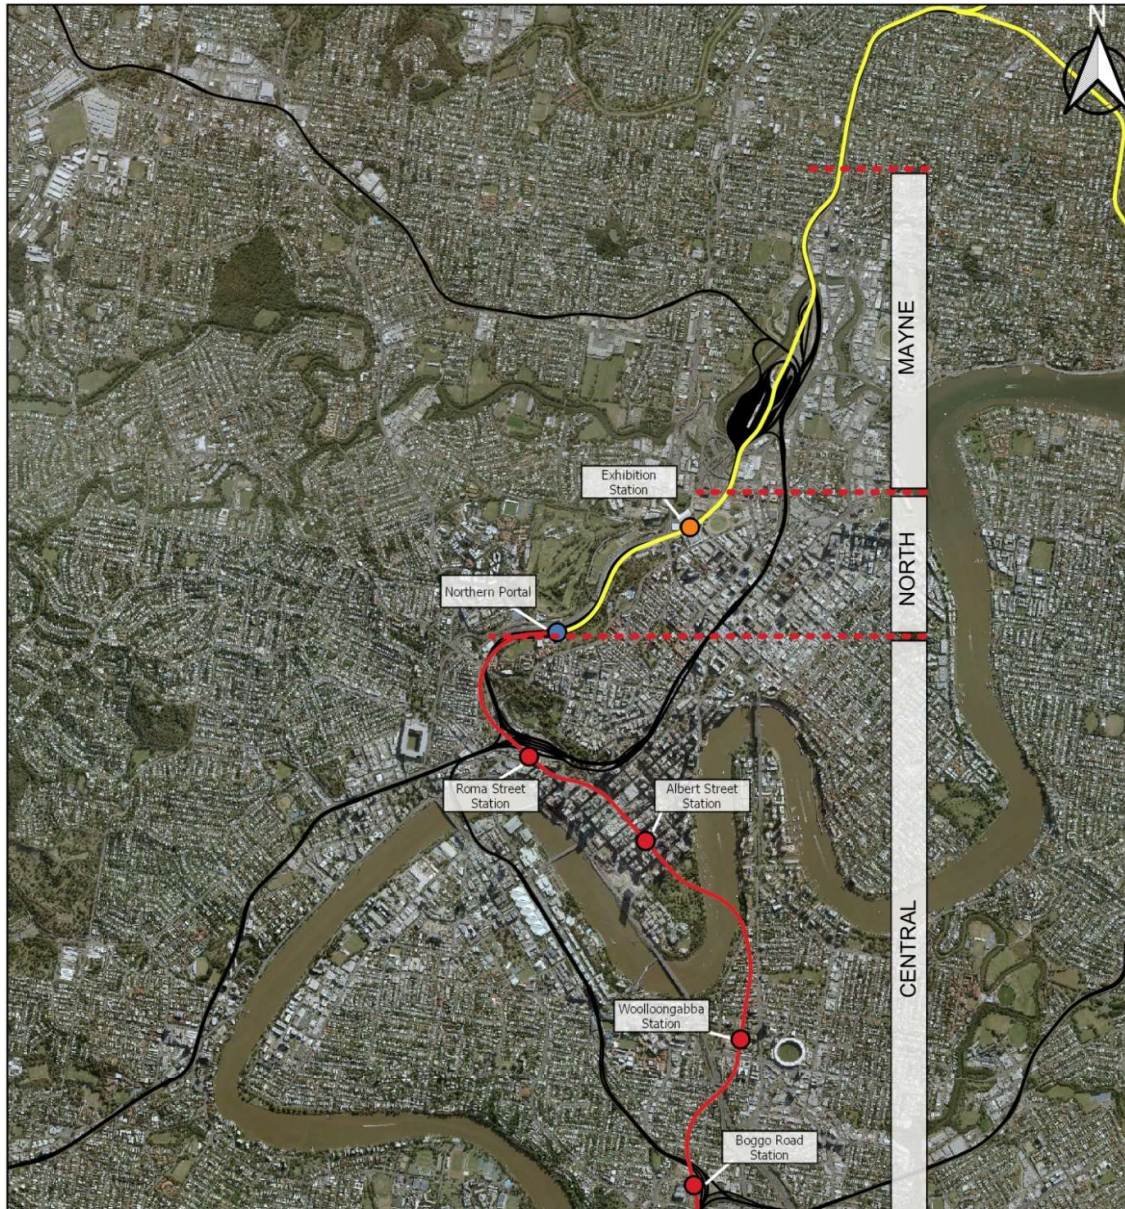 N
MAYNE
Exhibition
Station
NORTH
Northern Portal
Roma Street
Station
Albert Street
Station
CENTRAL
Woolloongabba
Station
Boggo Road
Station